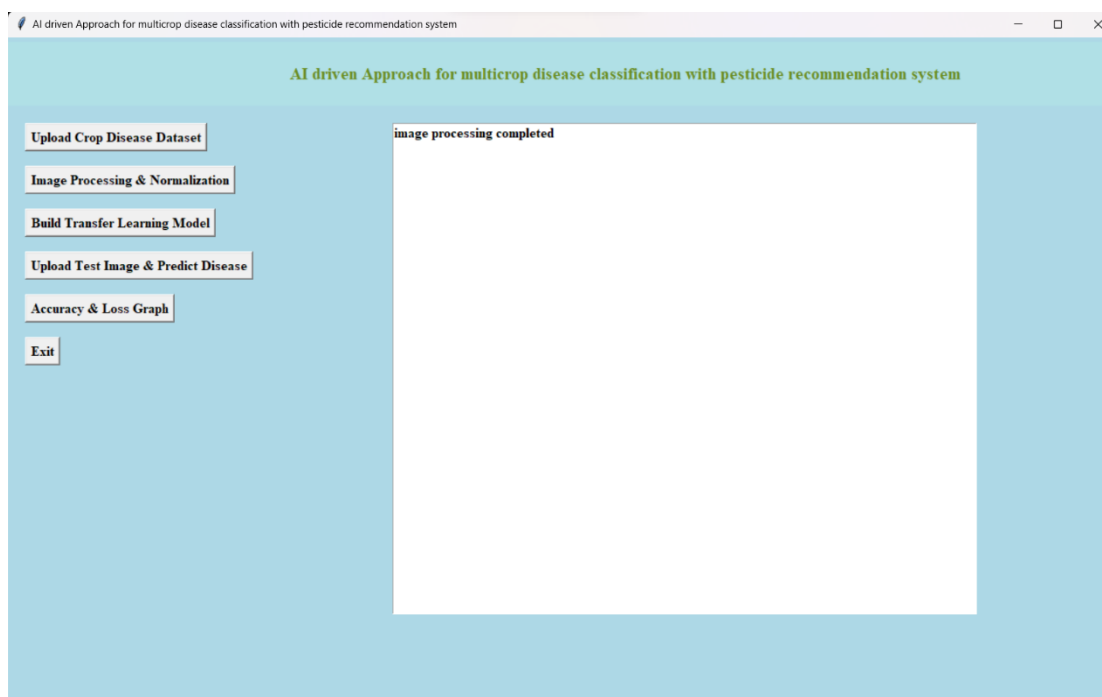 AI driven Approach for multicrop disease classification with pesticide recommendation system
AI driven Approach for multicrop disease classification with pesticide recommendation system
Upload Crop Disease Dataset
Image Processing & Normalization
Build Transfer Learning Model
Upload Test Image & Predict Disease
Accuracy & Loss Graph
Exit
image processing completed